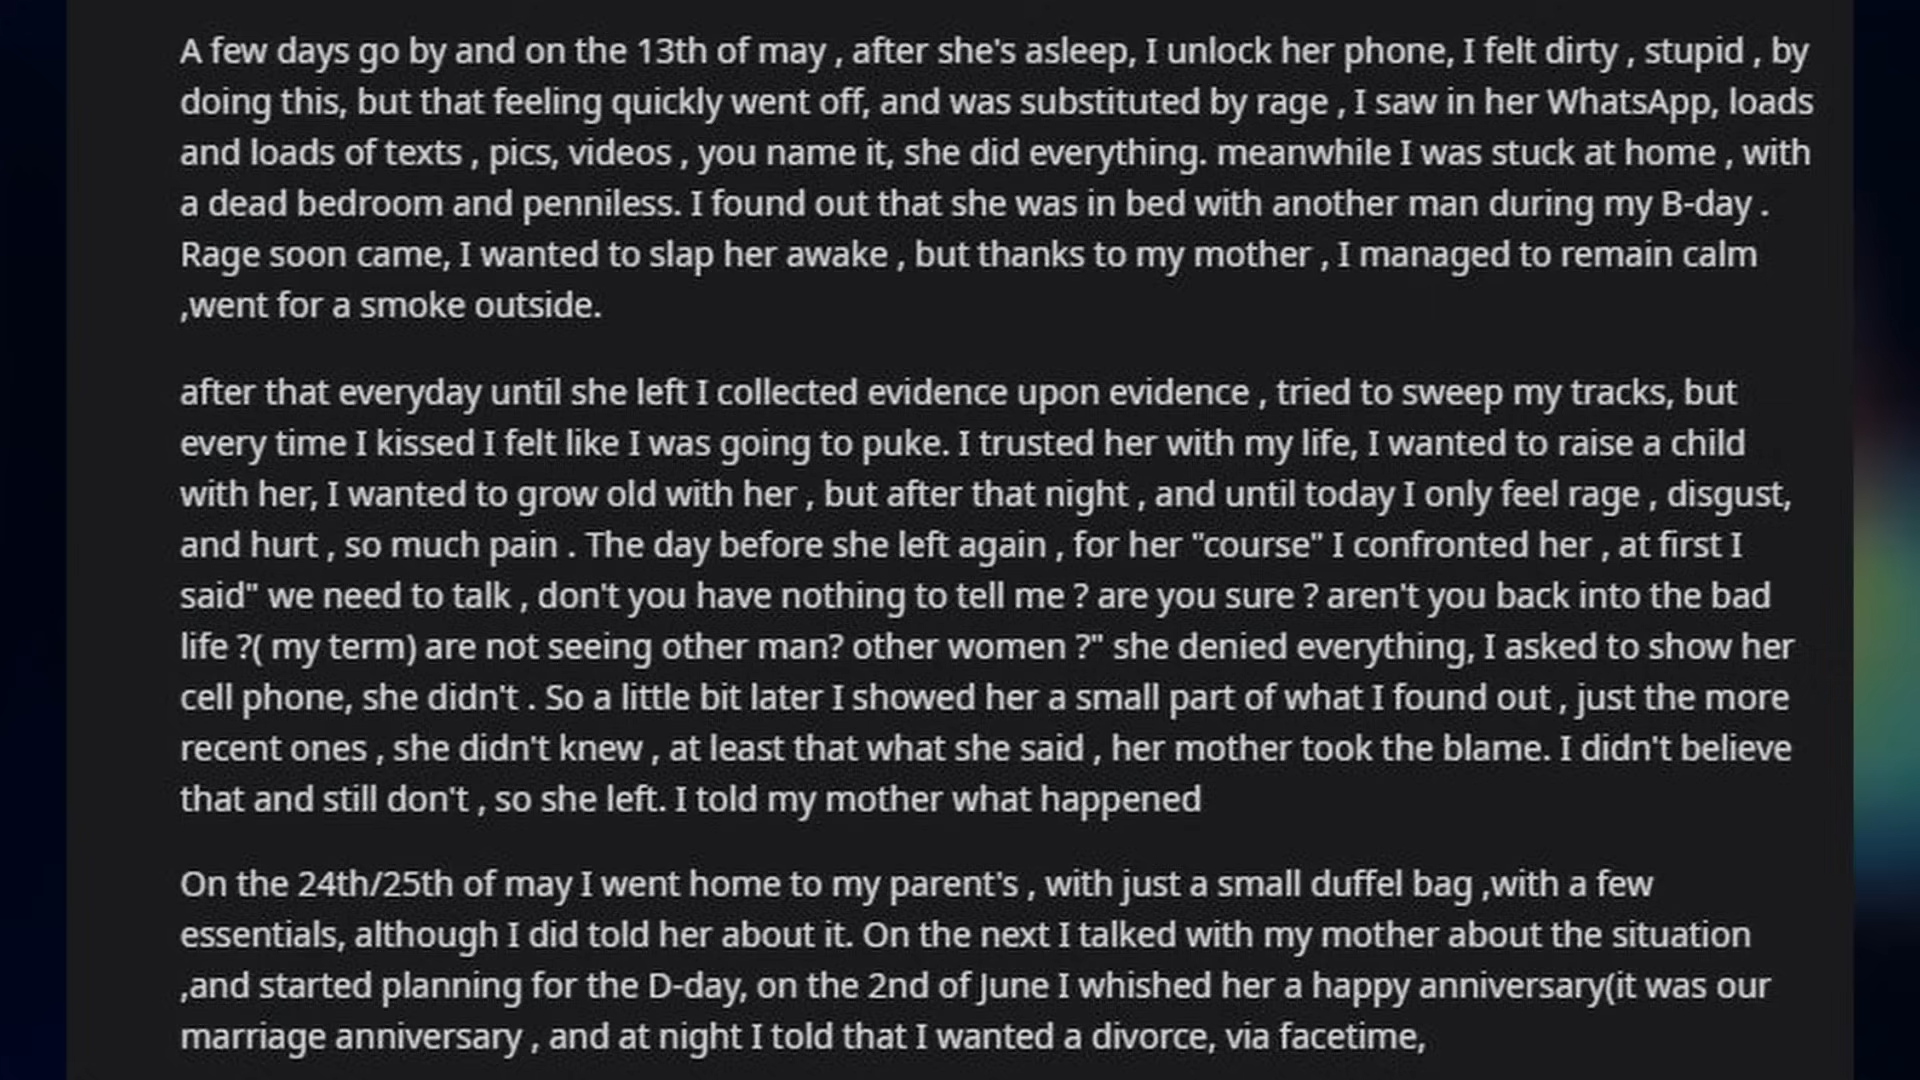 A few days go by and on the 13th of may , after she's asleep, I unlock her phone, I felt dirty , stupid , by
doing this, but that feeling quickly went off, and was substituted by rage , I saw in her WhatsApp, loads
and loads of texts , pics, videos , you name it, she did everything. meanwhile I was stuck at home , with
a dead bedroom and penniless. I found out that she was in bed with another man during my B-day .
Rage soon came, I wanted to slap her awake , but thanks to my mother , I managed to remain calm
,went for a smoke outside.
after that everyday until she left I collected evidence upon evidence , tried to sweep my tracks, but
every time I kissed I felt like I was going to puke. I trusted her with my life, I wanted to raise a child
with her, I wanted to grow old with her , but after that night , and until today I only feel rage , disgust,
and hurt , so much pain . The day before she left again , for her "course" I confronted her , at first I
said" we need to talk , don't you have nothing to tell me ? are you sure ? aren't you back into the bad
life ?( my term) are not seeing other man? other women ?" she denied everything, I asked to show her
cell phone, she didn't . So a little bit later I showed her a small part of what I found out , just the more
recent ones , she didn't knew , at least that what she said , her mother took the blame. I didn't believe
that and still don't , so she left. I told my mother what happened
On the 24th/25th of may I went home to my parent's , with just a small duffel bag ,with a few
essentials, although I did told her about it. On the next I talked with my mother about the situation
,and started planning for the D-day, on the 2nd of June I whished her a happy anniversary(it was our
marriage anniversary , and at night I told that I wanted a divorce, via facetime,